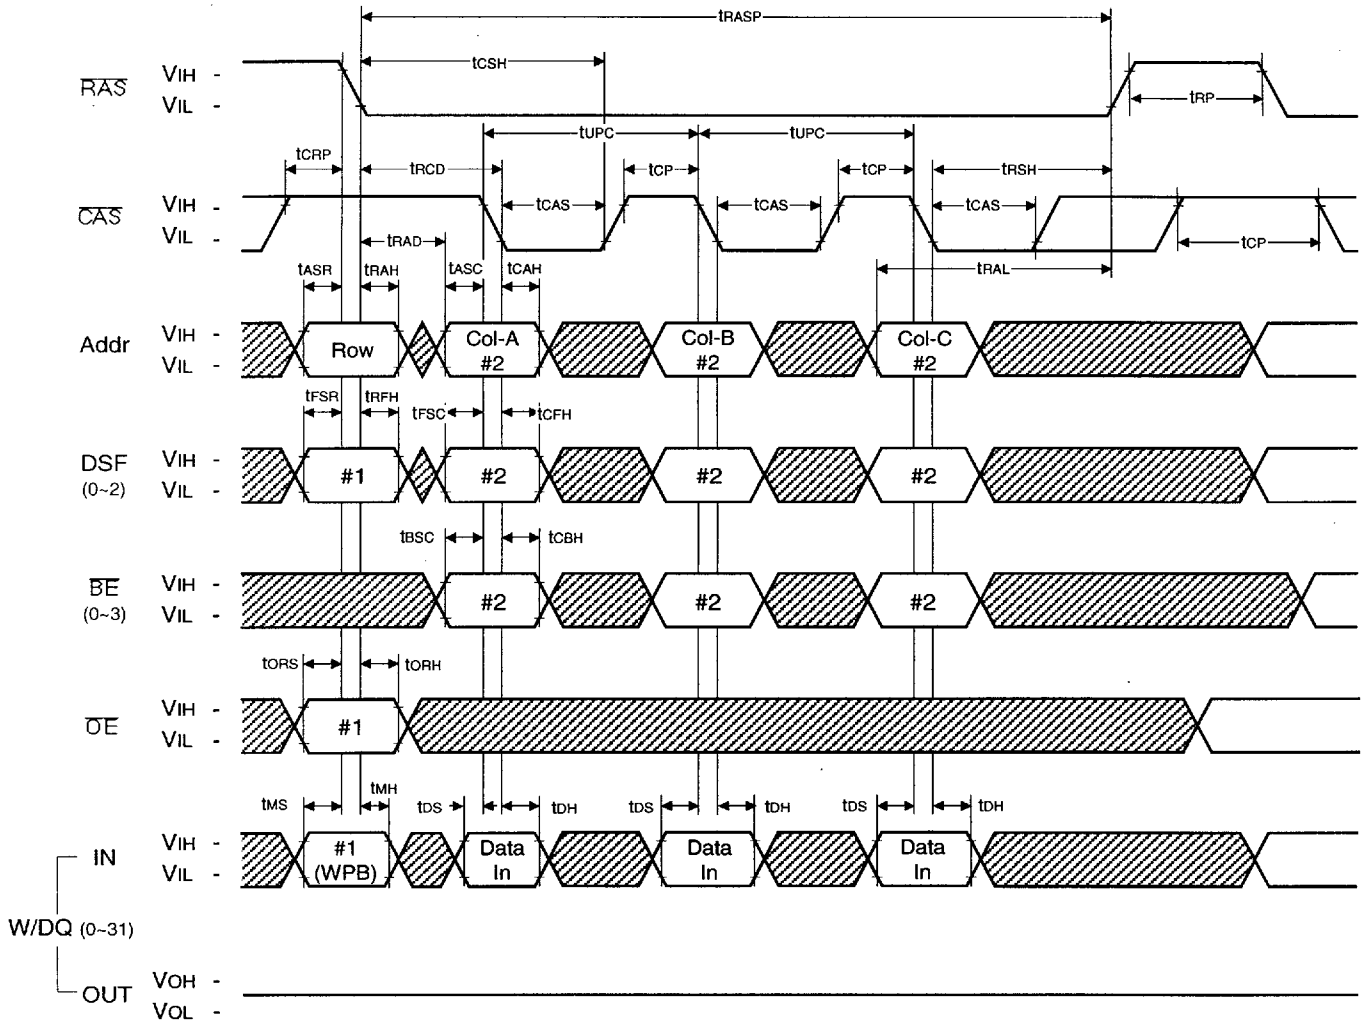 tRASP
RAS VIH - tCSH
VIL - tRP
tUPC tUPC
tCRP tRCD tCP tCP tRSH
CAS VIH - tCAS tCAS tCAS
VIL - tRAD tCP
tASR tRAH tASC tCAH tRAL
Addr VIH - Row Col-A Col-B Col-C
VIL - #2 #2 #2
tFSR tRFH tFSC tCFH
DSF VIH - #1 #2 #2 #2
(0~2) VIL -
tBSC tCBH
BE VIH - #2 #2 #2
(0~3) VIL -
tORS tORH
OE VIH - #1
VIL -
tMS tMH tDS tDH tDS tDH tDS tDH
IN VIH - #1 Data Data Data
VIL - (WPB) In In In
W/DQ (0~31)
OUT VOH -
VOL -